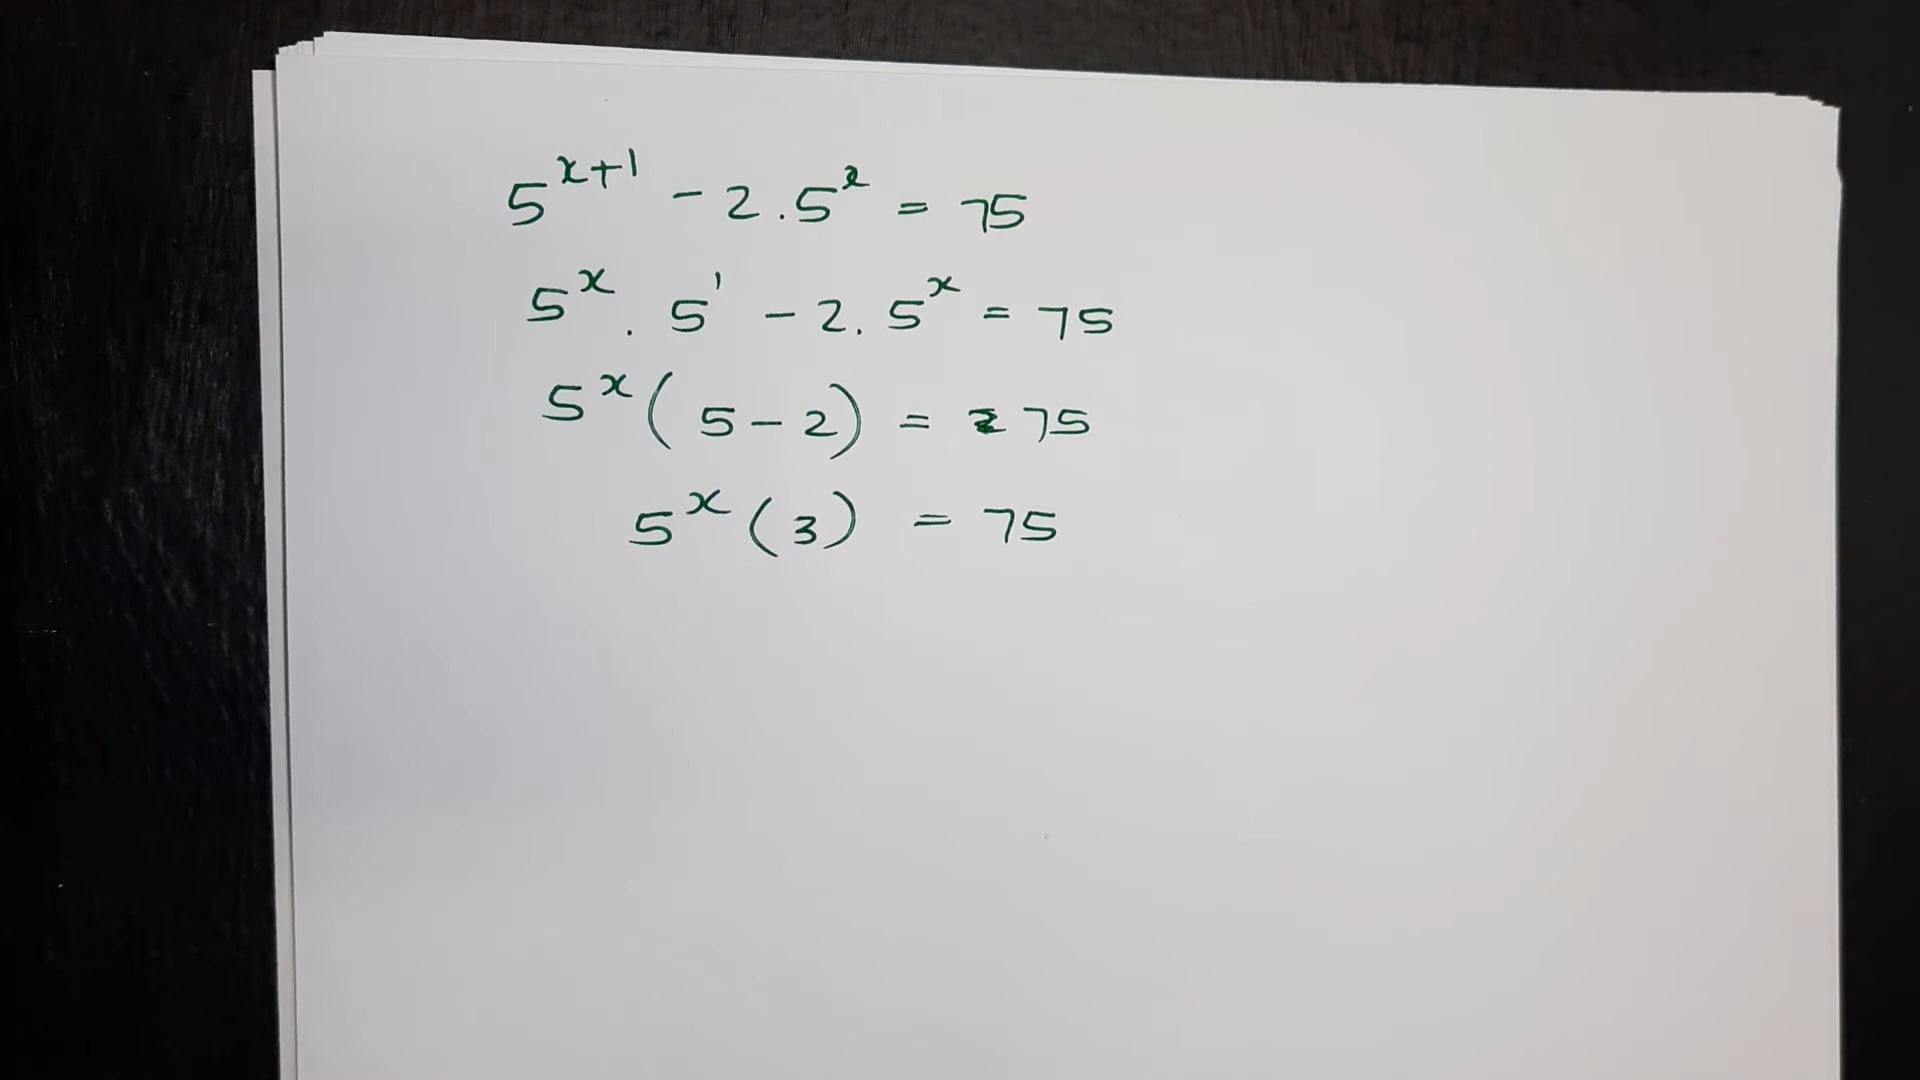 5^{x+1} - 2 . 5^x = 75
5^x . 5^1 - 2 . 5^x = 75
5^x ( 5 - 2 ) = 75
5^x ( 3 ) = 75